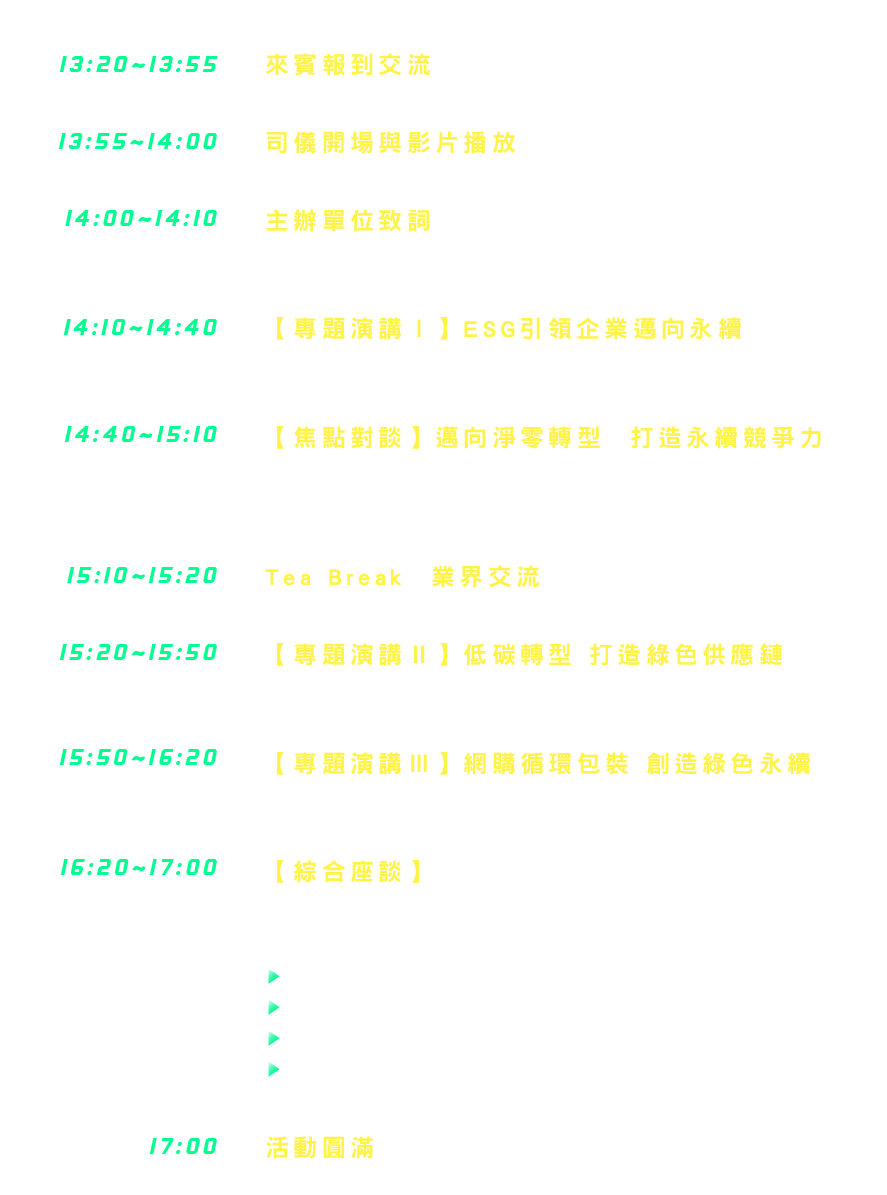 13:20~13:55 來賓報到交流
13:55~14:00 司儀開場與影片播放
14:00~14:10 主辦單位致詞
14:10~14:40 【專題演講Ⅰ】ESG引領企業邁向永續
14:40~15:10 【焦點對談】邁向淨零轉型 打造永續競爭力
15:10~15:20 Tea Break 業界交流
15:20~15:50 【專題演講Ⅱ】低碳轉型 打造綠色供應鏈
15:50~16:20 【專題演講Ⅲ】網購循環包裝 創造綠色永續
16:20~17:00 【綜合座談】
17:00 活動圓滿